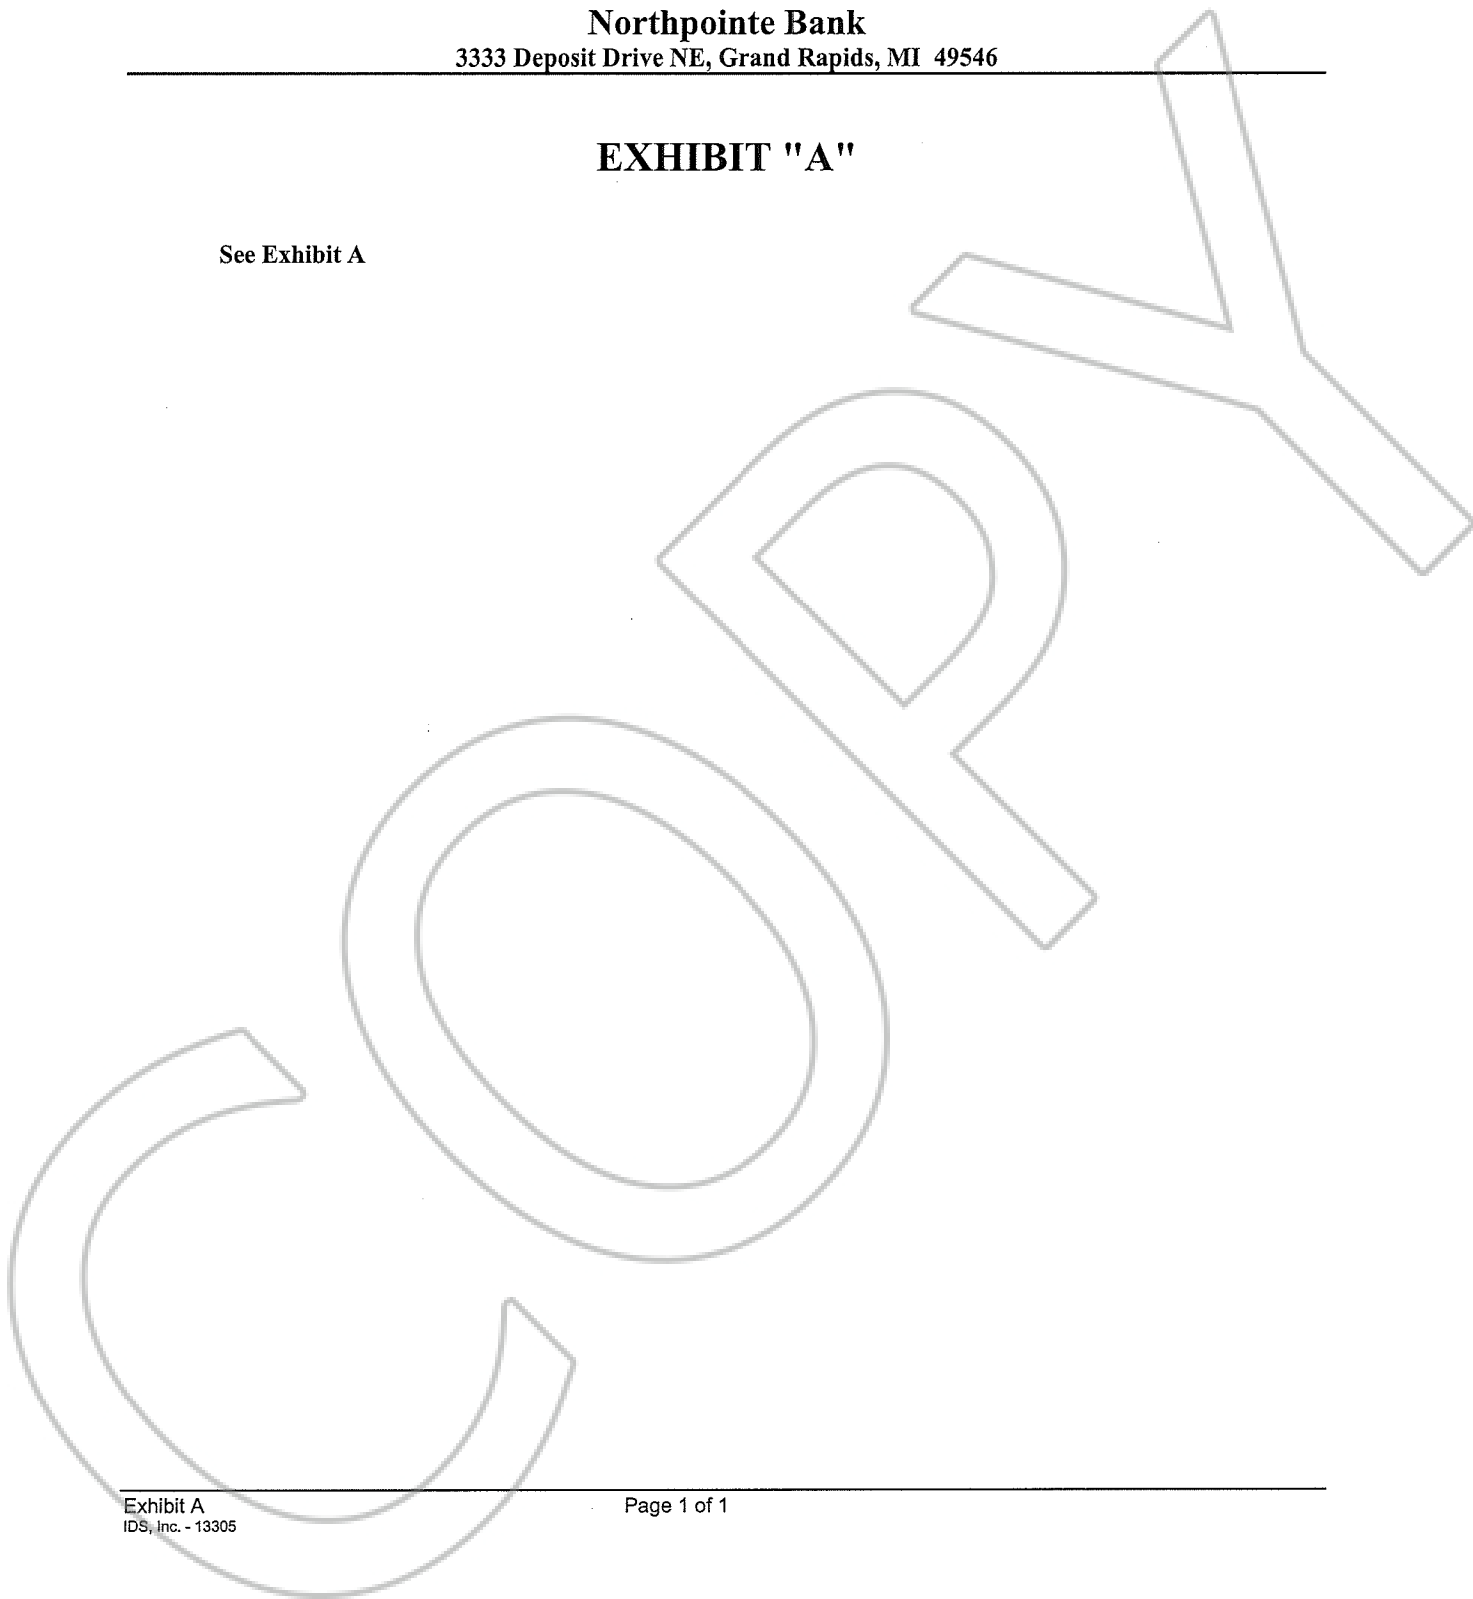 Northpointe Bank
3333 Deposit Drive NE, Grand Rapids, MI 49546
EXHIBIT "A"
See Exhibit A
COPY
Exhibit A
Page 1 of 1
IDS, Inc. - 13305